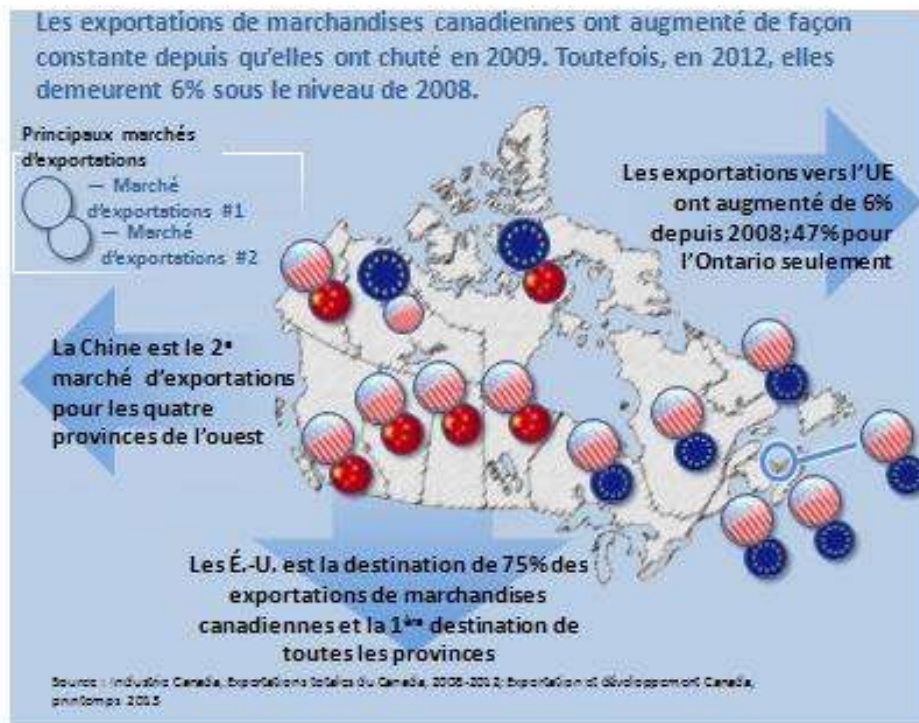 Les exportations de marchandises canadiennes ont augmenté de façon
constante depuis qu'elles ont chuté en 2009. Toutefois, en 2012, elles
demeurent 6% sous le niveau de 2008.
Principaux marchés
d'exportations
— Marché
d'exportations #1
— Marché
d'exportations #2
Les exportations vers l'UE
ont augmenté de 6%
depuis 2008; 47% pour
l'Ontario seulement
La Chine est le 2e
marché d'exportations
pour les quatre
provinces de l'ouest
Les É.-U. est la destination de 75% des
exportations de marchandises
canadiennes et la 1ère destination de
toutes les provinces
Source : Industrie Canada, Exportations totales du Canada, 2008-2012; Exportation et développement Canada,
printemps 2013